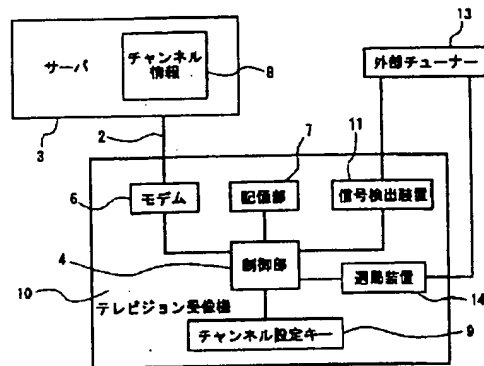 13
サーバ
チャンネル
情報
8
外部チューナー
3
2
7
11
6
モデム
記憶部
信号検出装置
4
制御部
10
選局装置
テレビジョン受像機
14
チャンネル設定キー
9